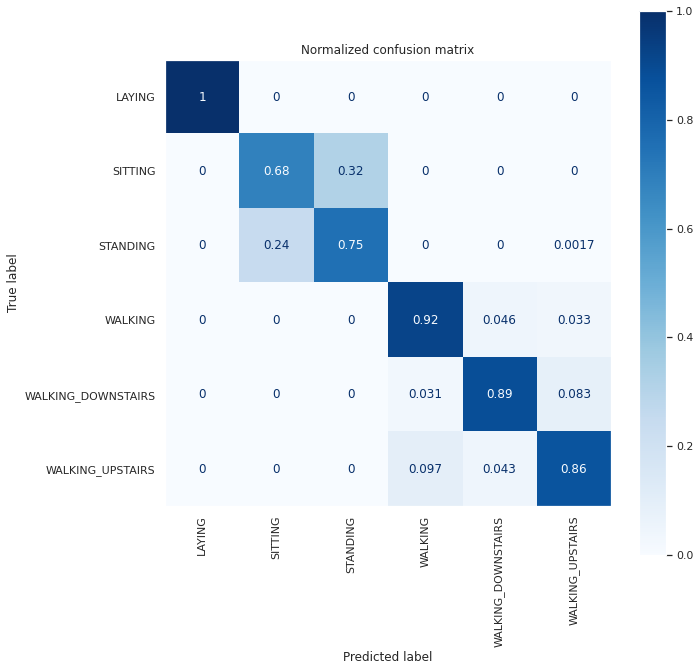 Normalized confusion matrix
True label
LAYING 1 0 0 0 0 0
SITTING 0 0.68 0.32 0 0 0
STANDING 0 0.24 0.75 0 0 0.0017
WALKING 0 0 0 0.92 0.046 0.033
WALKING_DOWNSTAIRS 0 0 0 0.031 0.89 0.083
WALKING_UPSTAIRS 0 0 0 0.097 0.043 0.86
LAYING
SITTING
STANDING
WALKING
WALKING_DOWNSTAIRS
WALKING_UPSTAIRS
Predicted label
1.0
0.8
0.6
0.4
0.2
0.0